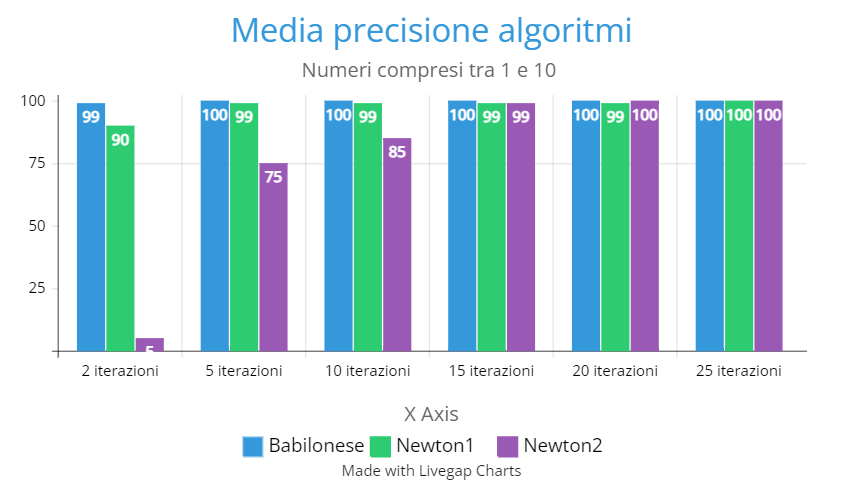 Media precisione algoritmi
Numeri compresi tra 1 e 10
100
75
50
25
99 90 5
100 99 75
100 99 85
100 99 99
100 99 100
100 100 100
2 iterazioni 5 iterazioni 10 iterazioni 15 iterazioni 20 iterazioni 25 iterazioni
X Axis
Babilonese Newton1 Newton2
Made with Livegap Charts